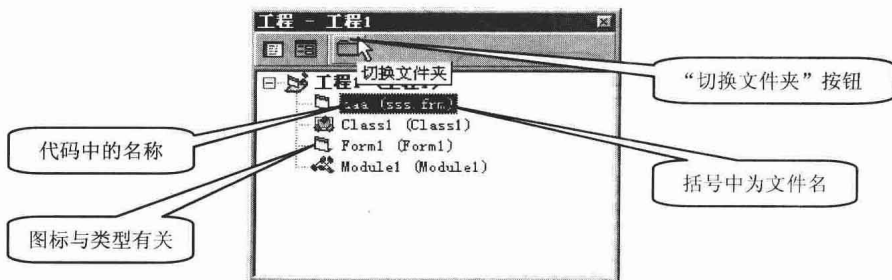 工程 - 工程1
切换文件夹
“切换文件夹”按钮
工程1
(sss.frm)
代码中的名称
Class1 (Class1)
Form1 (Form1)
括号中为文件名
Module1 (Module1)
图标与类型有关